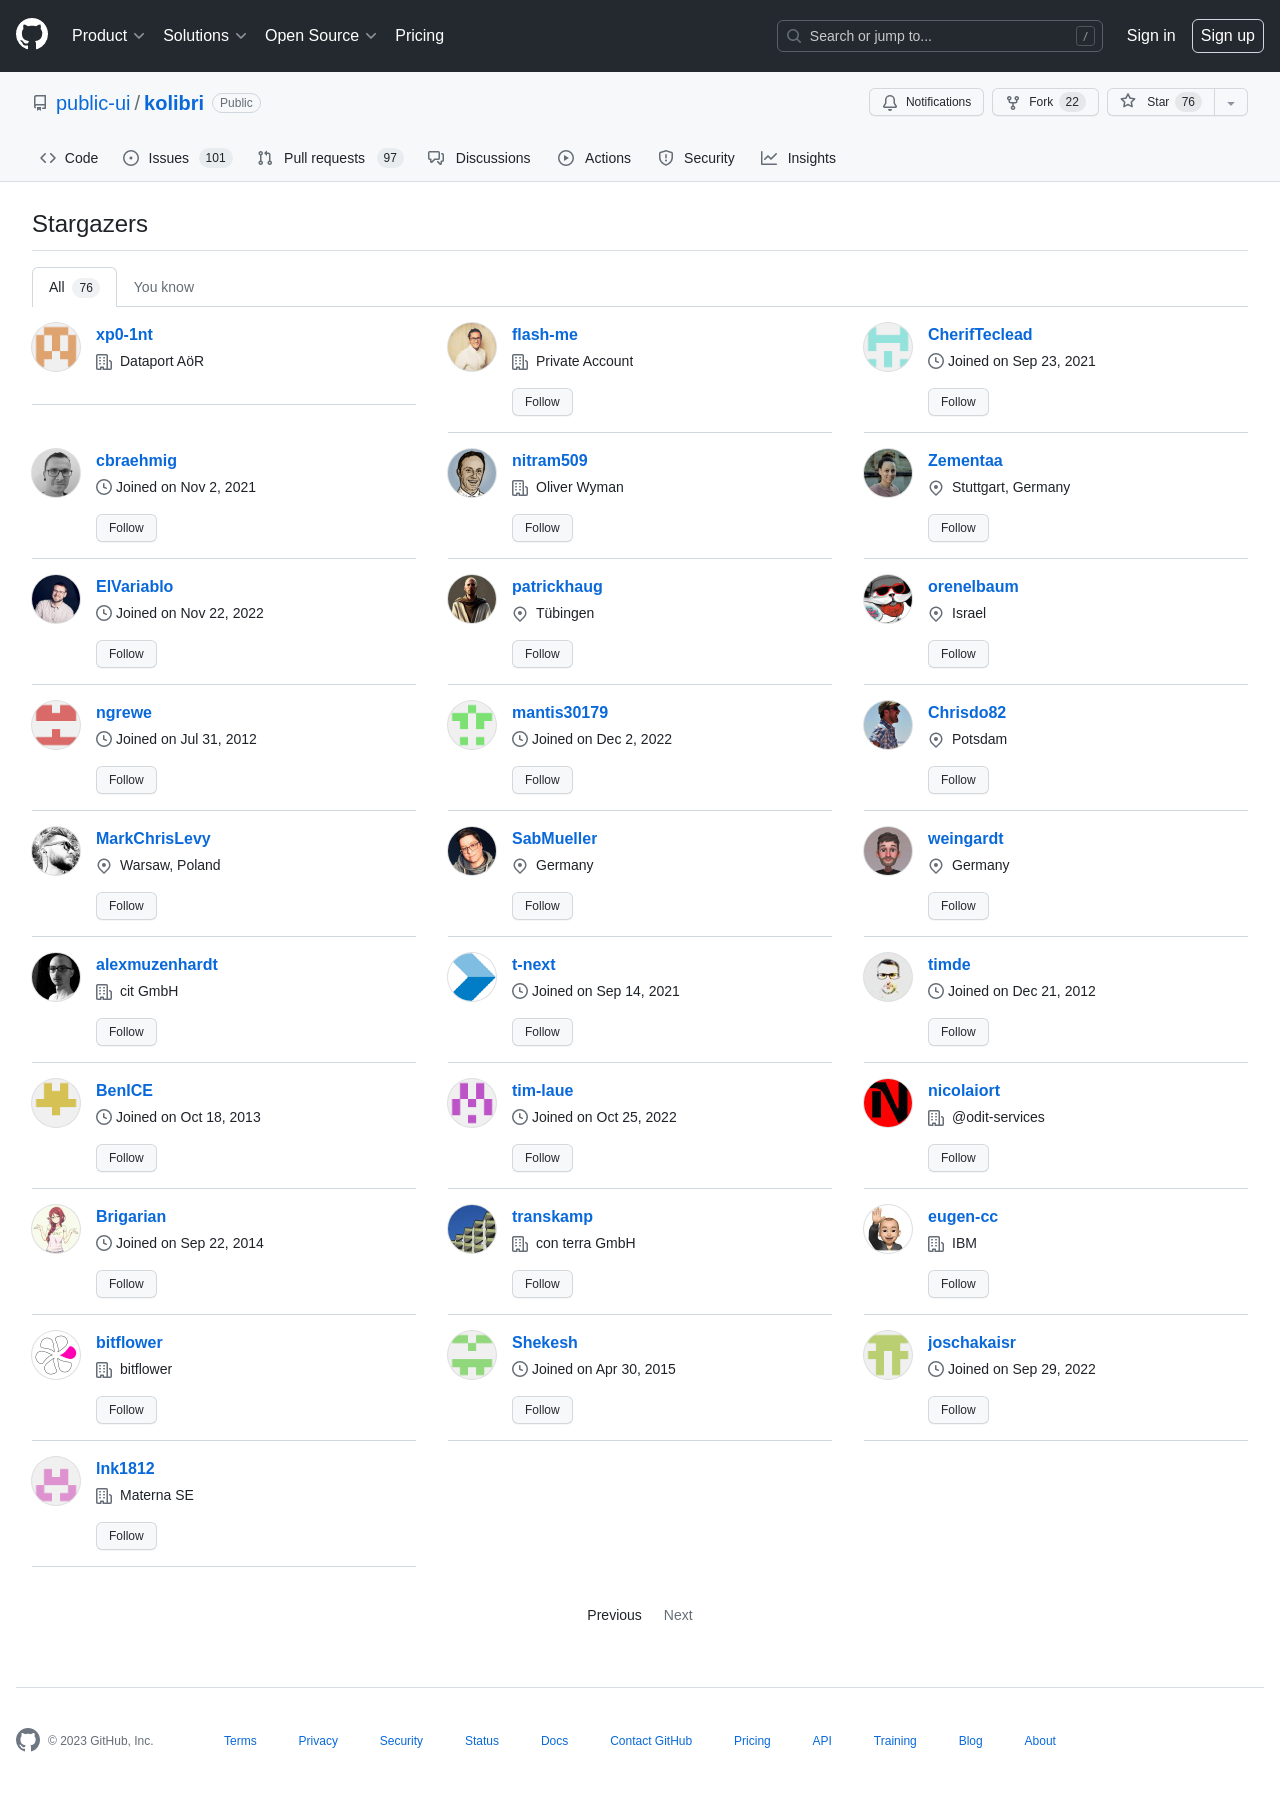 Product Solutions Open Source Pricing Search or jump to... / Sign in Sign up
public-ui / kolibri Public Notifications Fork 22 Star 76
Code Issues 101 Pull requests 97 Discussions Actions Security Insights
Stargazers
All 76 You know
xp0-1nt flash-me CherifTeclead
Dataport AöR Private Account Joined on Sep 23, 2021
Follow Follow
cbraehmig nitram509 Zementaa
Joined on Nov 2, 2021 Oliver Wyman Stuttgart, Germany
Follow Follow Follow
ElVariablo patrickhaug orenelbaum
Joined on Nov 22, 2022 Tübingen Israel
Follow Follow Follow
ngrewe mantis30179 Chrisdo82
Joined on Jul 31, 2012 Joined on Dec 2, 2022 Potsdam
Follow Follow Follow
MarkChrisLevy SabMueller weingardt
Warsaw, Poland Germany Germany
Follow Follow Follow
alexmuzenhardt t-next timde
cit GmbH Joined on Sep 14, 2021 Joined on Dec 21, 2012
Follow Follow Follow
BenICE tim-laue nicolaiort
Joined on Oct 18, 2013 Joined on Oct 25, 2022 @odit-services
Follow Follow Follow
Brigarian transkamp eugen-cc
Joined on Sep 22, 2014 con terra GmbH IBM
Follow Follow Follow
bitflower Shekesh joschakaisr
bitflower Joined on Apr 30, 2015 Joined on Sep 29, 2022
Follow Follow Follow
lnk1812
Materna SE
Follow
Previous Next
© 2023 GitHub, Inc. Terms Privacy Security Status Docs Contact GitHub Pricing API Training Blog About